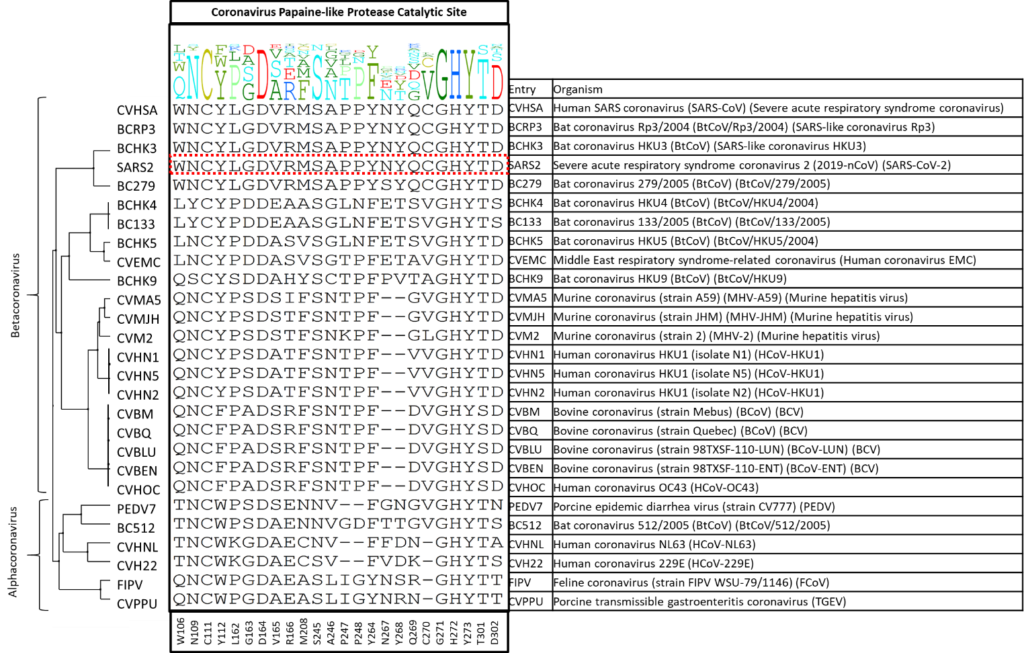 Coronavirus Papaine-like Protease Catalytic Site
Entry Organism
CVHSA WNCYLGDVRMSAPPYNYQCGHYTD CVHSA Human SARS coronavirus (SARS-CoV) (Severe acute respiratory syndrome coronavirus)
BCRP3 WNCYLGDVRMSAPPYNYQCGHYTD BCRP3 Bat coronavirus Rp3/2004 (BtCoV/Rp3/2004) (SARS-like coronavirus Rp3)
BCHK3 WNCYLGDVRMSAPPYNYQCGHYTD BCHK3 Bat coronavirus HKU3 (BtCoV) (SARS-like coronavirus HKU3)
SARS2 WNCYLGDVRMSAPPYNYQCGHYTD SARS2 Severe acute respiratory syndrome coronavirus 2 (2019-nCoV) (SARS-CoV-2)
BC279 WNCYLGDVRMSAPPYSYQCGHYTD BC279 Bat coronavirus 279/2005 (BtCoV) (BtCoV/279/2005)
BCHK4 LYCYPDDEAASGLNFETSVGHYTS BCHK4 Bat coronavirus HKU4 (BtCoV) (BtCoV/HKU4/2004)
BC133 LYCYPDDEAASGLNFETSVGHYTS BC133 Bat coronavirus 133/2005 (BtCoV) (BtCoV/133/2005)
BCHK5 LNCYPDDASVSGLNFETSVGHYTD BCHK5 Bat coronavirus HKU5 (BtCoV) (BtCoV/HKU5/2004)
CVEMC LNCYPDDASVSGTPFETAVGHYTD CVEMC Middle East respiratory syndrome-related coronavirus (Human coronavirus EMC)
BCHK9 QSCYSDDAHYSCTPFPVTAGHYTD BCHK9 Bat coronavirus HKU9 (BtCoV) (BtCoV/HKU9)
CVMA5 QNCYPSDSIFSNTPF--GVGHYTD CVMA5 Murine coronavirus (strain A59) (MHV-A59) (Murine hepatitis virus)
CVMJH QNCYPSDSTFSNTPF--GVGHYTD CVMJH Murine coronavirus (strain JHM) (MHV-JHM) (Murine hepatitis virus)
CVM2 QNCYPSDSTFSNKPF--GLGHYTD CVM2 Murine coronavirus (strain 2) (MHV-2) (Murine hepatitis virus)
CVHN1 QNCYPSDATFSNTPF--VVGHYTD CVHN1 Human coronavirus HKU1 (isolate N1) (HCoV-HKU1)
CVHN5 QNCYPSDATFSNTPF--VVGHYTD CVHN5 Human coronavirus HKU1 (isolate N5) (HCoV-HKU1)
CVHN2 QNCYPSDATFSNTPF--VVGHYTD CVHN2 Human coronavirus HKU1 (isolate N2) (HCoV-HKU1)
CVBM QNCFPADSRFSNTPF--DVGHYSD CVBM Bovine coronavirus (strain Mebus) (BCoV) (BCV)
CVBQ QNCFPADSRFSNTPF--DVGHYSD CVBQ Bovine coronavirus (strain Quebec) (BCoV) (BCV)
CVBLU QNCFPADSRFSNTPF--DVGHYSD CVBLU Bovine coronavirus (strain 98TXSF-110-LUN) (BCoV-LUN) (BCV)
CVBEN QNCFPADSRFSNTPF--DVGHYSD CVBEN Bovine coronavirus (strain 98TXSF-110-ENT) (BCoV-ENT) (BCV)
CVHOC QNCFPADSRFSNTPF--DVGHYSD CVHOC Human coronavirus OC43 (HCoV-OC43)
PEDV7 TNCWPSDSENNV--FGNGVGHYTN PEDV7 Porcine epidemic diarrhea virus (strain CV777) (PEDV)
BC512 TNCWPSDAENNVGDFTTGVGHYTS BC512 Bat coronavirus 512/2005 (BtCoV) (BtCoV/512/2005)
CVHNL TNCWKGDAECNV--FFDN-GHYTA CVHNL Human coronavirus NL63 (HCoV-NL63)
CVH22 TNCWKGDAECSV--FVDK-GHYTS CVH22 Human coronavirus 229E (HCoV-229E)
FIPV QNCWPGDAEASLIGYNSR-GHYTT FIPV Feline coronavirus (strain FIPV WSU-79/1146) (FCoV)
CVPPU QNCWPGDAEASLIGYNRN-GHYTT CVPPU Porcine transmissible gastroenteritis coronavirus (TGEV)
Betacoronavirus
Alphacoronavirus
W106 N109 C111 Y112 L162 G163 D164 V165 R166 M208 S245 A246 P247 P248 Y264 N267 Y268 Q269 C270 G271 H272 Y273 T301 D302